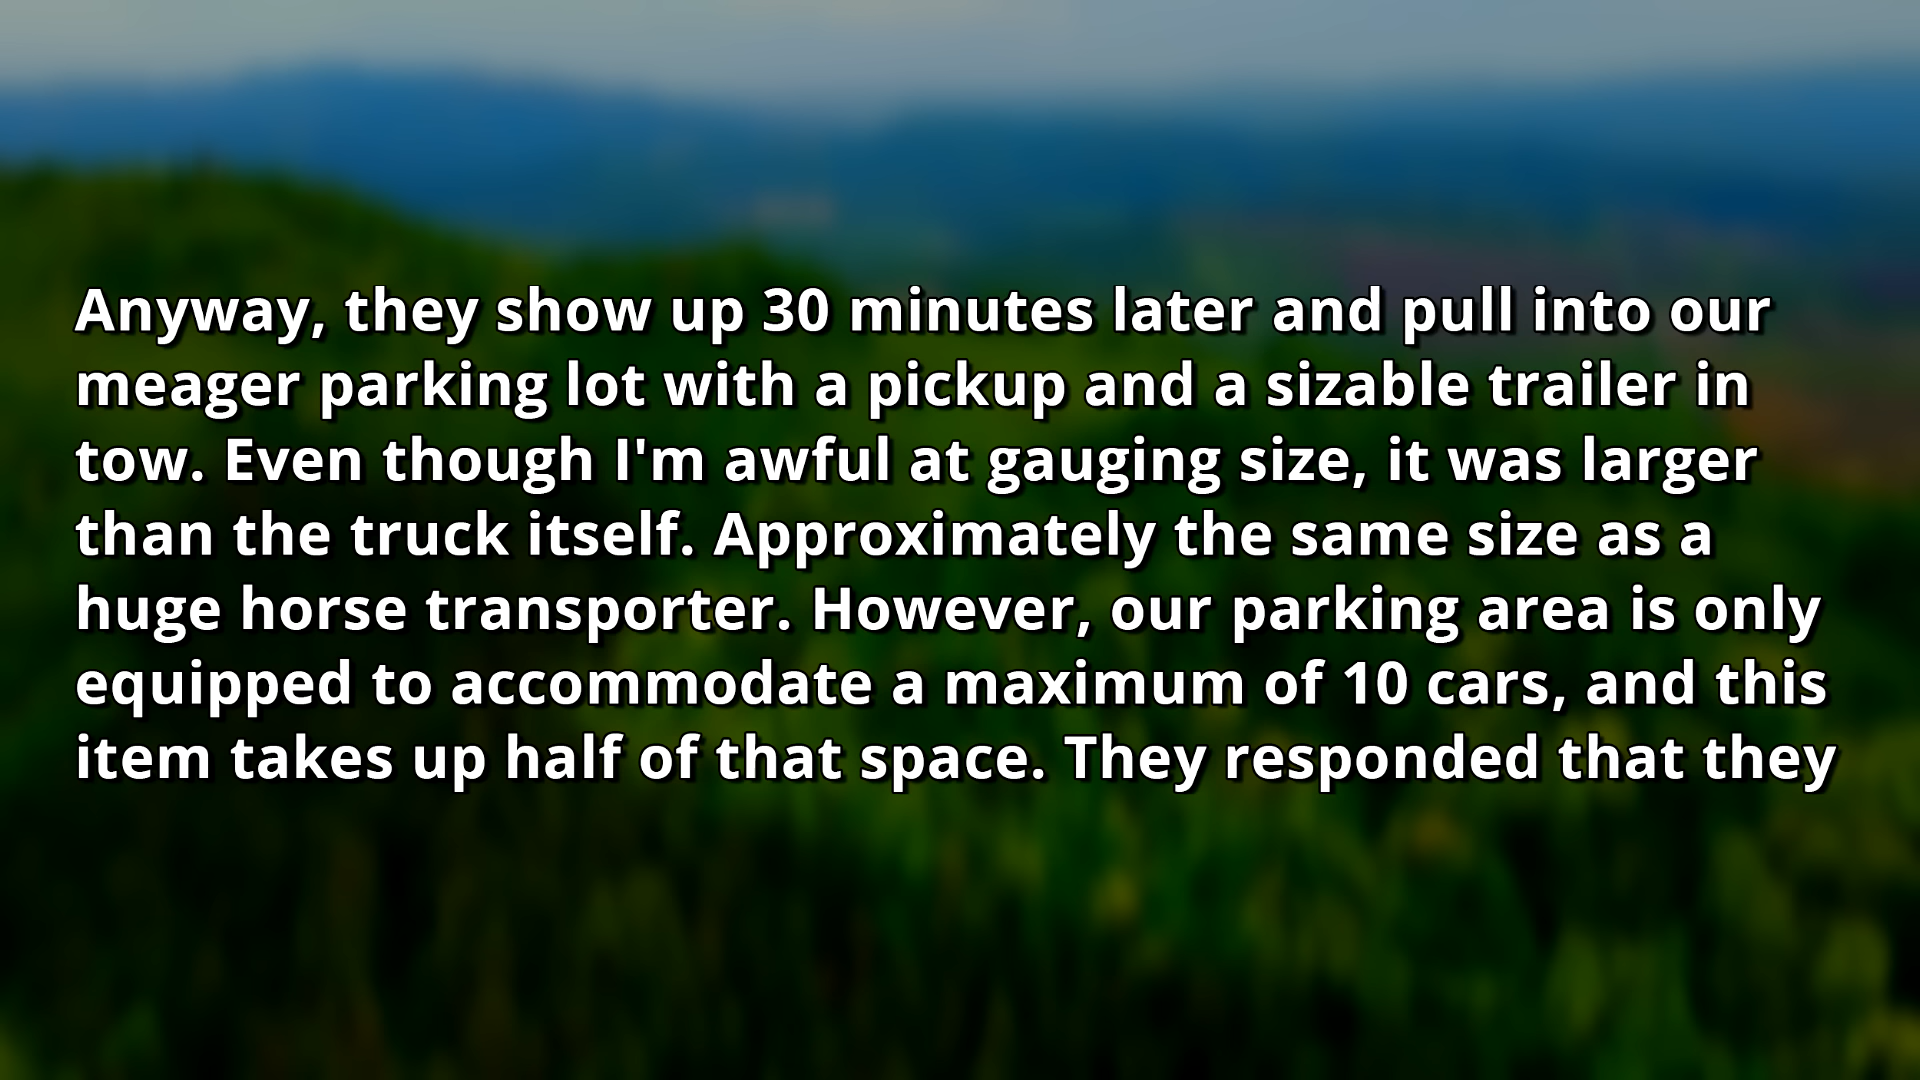 Anyway, they show up 30 minutes later and pull into our
meager parking lot with a pickup and a sizable trailer in
tow. Even though I'm awful at gauging size, it was larger
than the truck itself. Approximately the same size as a
huge horse transporter. However, our parking area is only
equipped to accommodate a maximum of 10 cars, and this
item takes up half of that space. They responded that they